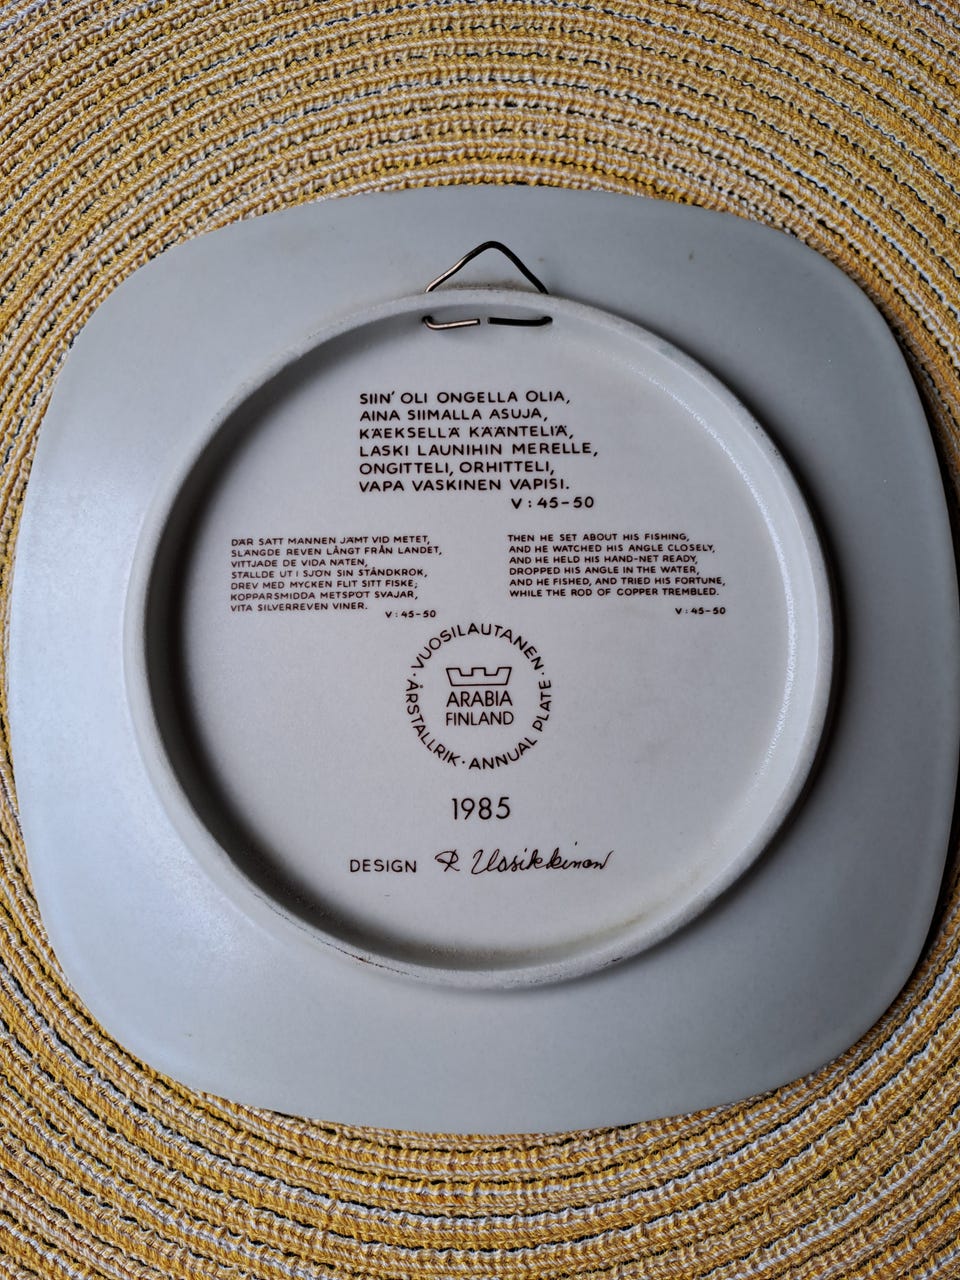 SIIN' OLI ONGELLA OLIA,
AINA SIIMALLA ASUJA,
KÄEKSELLÄ KÄÄNTELIÄ,
LASKI LAUNIHIN MERELLE,
ONGITTELI, ORHITTELI,
VAPA VASKINEN VAPISI.
V : 45-50
DÄR SATT MANNEN JÄMT VID METET,
SLÄNGDE REVEN LÅNGT FRÅN LANDET,
VITTJADE DE VIDA NÄTEN,
STÄLLDE UT I SJÖN SIN STÅNDKROK,
DREV MED MYCKEN FLIT SITT FISKE;
KOPPARSMIDDA METSPÖT SVAJAR,
VITA SILVERREVEN VINER.
V : 45-50
THEN HE SET ABOUT HIS FISHING,
AND HE WATCHED HIS ANGLE CLOSELY,
AND HE HELD HIS HAND-NET READY,
DROPPED HIS ANGLE IN THE WATER,
AND HE FISHED, AND TRIED HIS FORTUNE,
WHILE THE ROD OF COPPER TREMBLED.
V : 45-50
· VUOSILAUTANEN · ANNUAL PLATE · ÅRSTALLRIK
ARABIA
FINLAND
1985
DESIGN R Uosikkinen